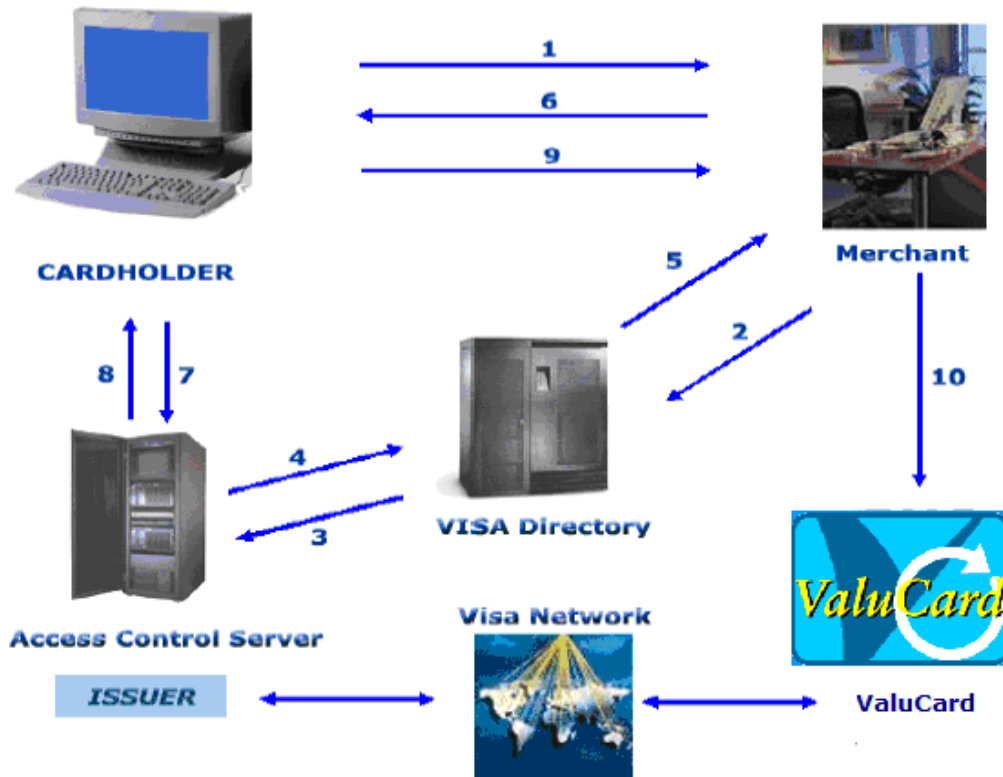 1
6
9
CARDHOLDER
Merchant
5
2
8
7
10
4
3
VISA Directory
ValuCard
Access Control Server
Visa Network
ISSUER
ValuCard